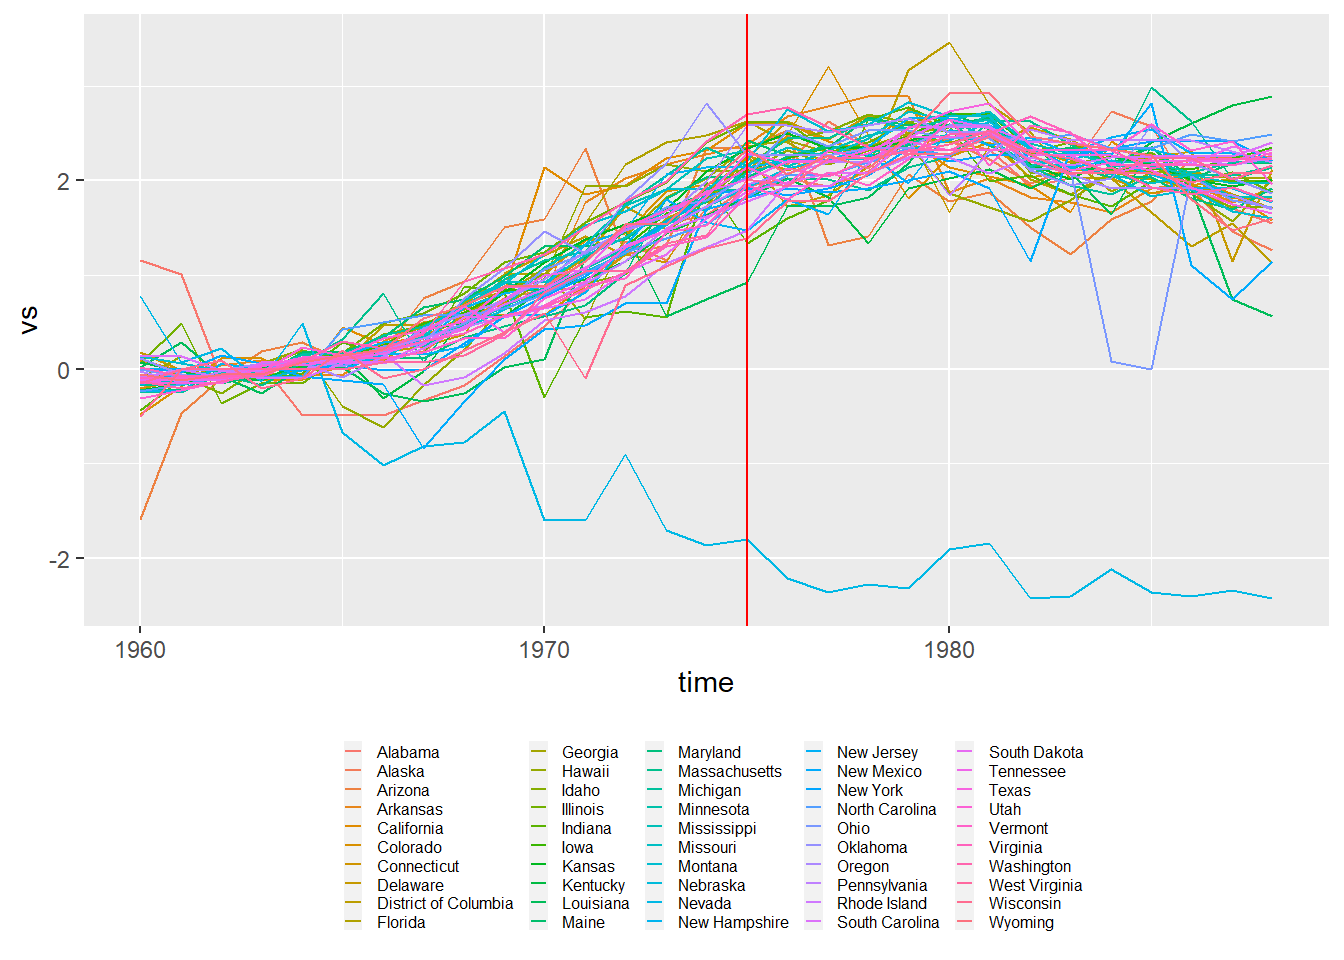 vs
2
0
-2
1960 1970 1980
time
Alabama Georgia Maryland New Jersey South Dakota
Alaska Hawaii Massachusetts New Mexico Tennessee
Arizona Idaho Michigan New York Texas
Arkansas Illinois Minnesota North Carolina Utah
California Indiana Mississippi Ohio Vermont
Colorado Iowa Missouri Oklahoma Virginia
Connecticut Kansas Montana Oregon Washington
Delaware Kentucky Nebraska Pennsylvania West Virginia
District of Columbia Louisiana Nevada Rhode Island Wisconsin
Florida Maine New Hampshire South Carolina Wyoming